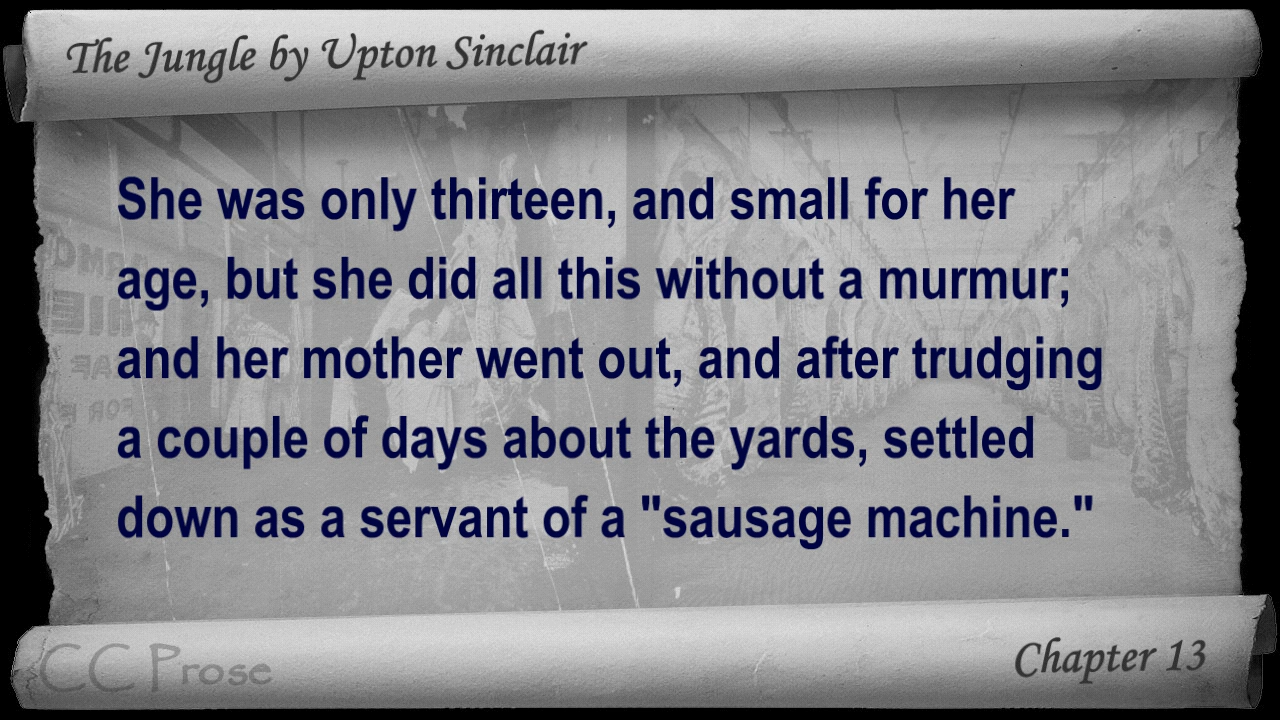 The Jungle by Upton Sinclair
She was only thirteen, and small for her
age, but she did all this without a murmur;
and her mother went out, and after trudging
a couple of days about the yards, settled
down as a servant of a "sausage machine."
CC Prose
Chapter 13